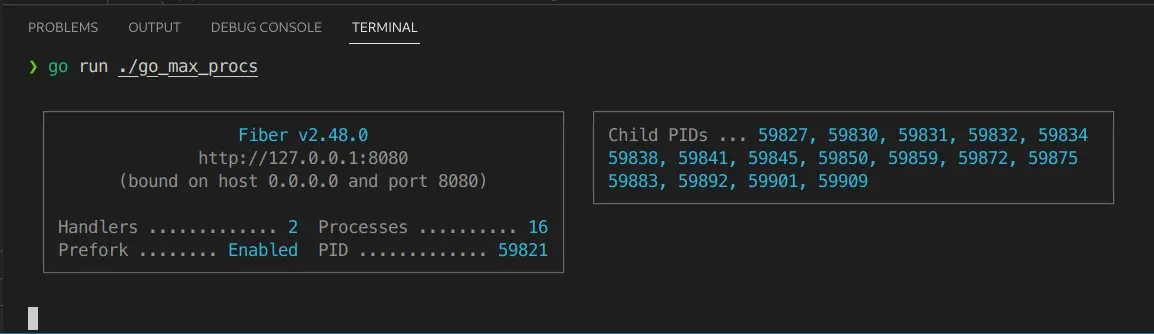 PROBLEMS OUTPUT DEBUG CONSOLE TERMINAL
❯ go run ./go_max_procs
Fiber v2.48.0
http://127.0.0.1:8080
(bound on host 0.0.0.0 and port 8080)
Handlers ............. 2 Processes .......... 16
Prefork ........ Enabled PID ............. 59821
Child PIDs ... 59827, 59830, 59831, 59832, 59834
59838, 59841, 59845, 59850, 59859, 59872, 59875
59883, 59892, 59901, 59909